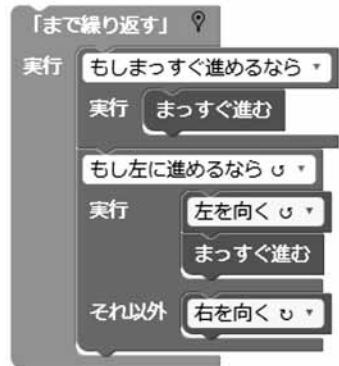 「まで繰り返す」
実行 もしまっすぐ進めるなら
実行 まっすぐ進む
もし左に進めるなら ↺
実行 左を向く ↺
まっすぐ進む
それ以外 右を向く ↻